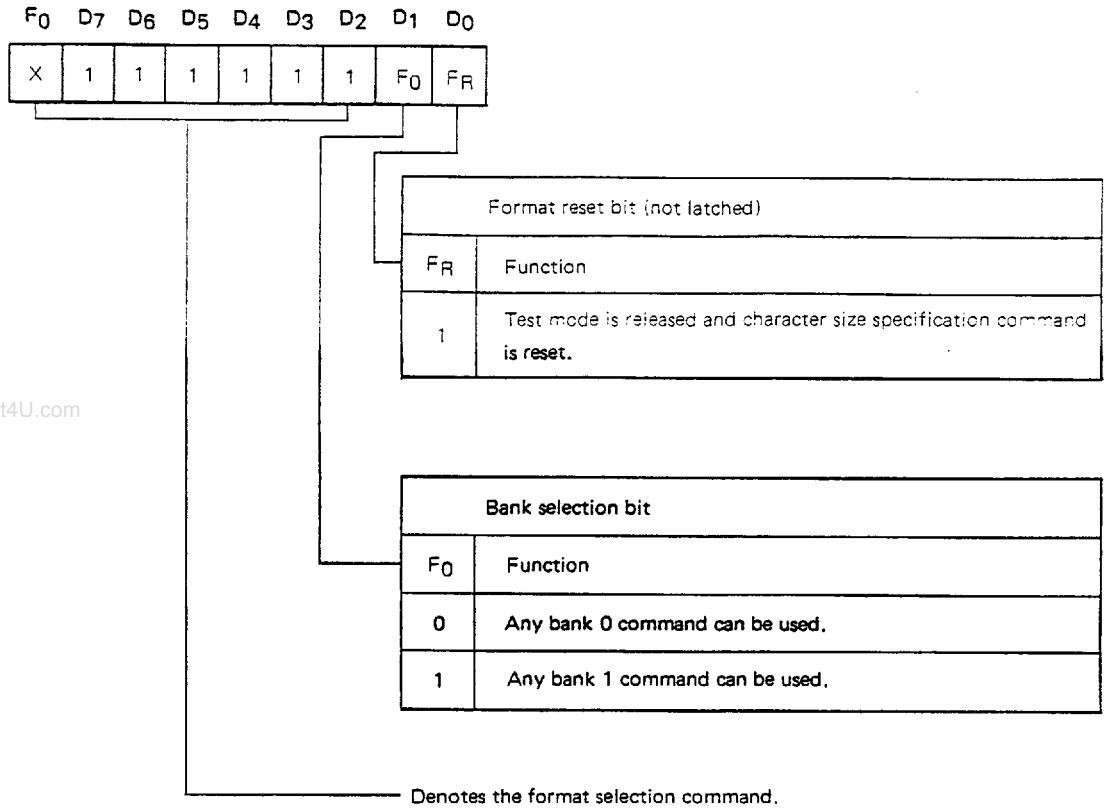 F0 D7 D6 D5 D4 D3 D2 D1 D0
X 1 1 1 1 1 1 F0 FR
Format reset bit (not latched)
FR Function
1 Test mode is released and character size specification command
is reset.
t4U.com
Bank selection bit
F0 Function
0 Any bank 0 command can be used.
1 Any bank 1 command can be used.
Denotes the format selection command.